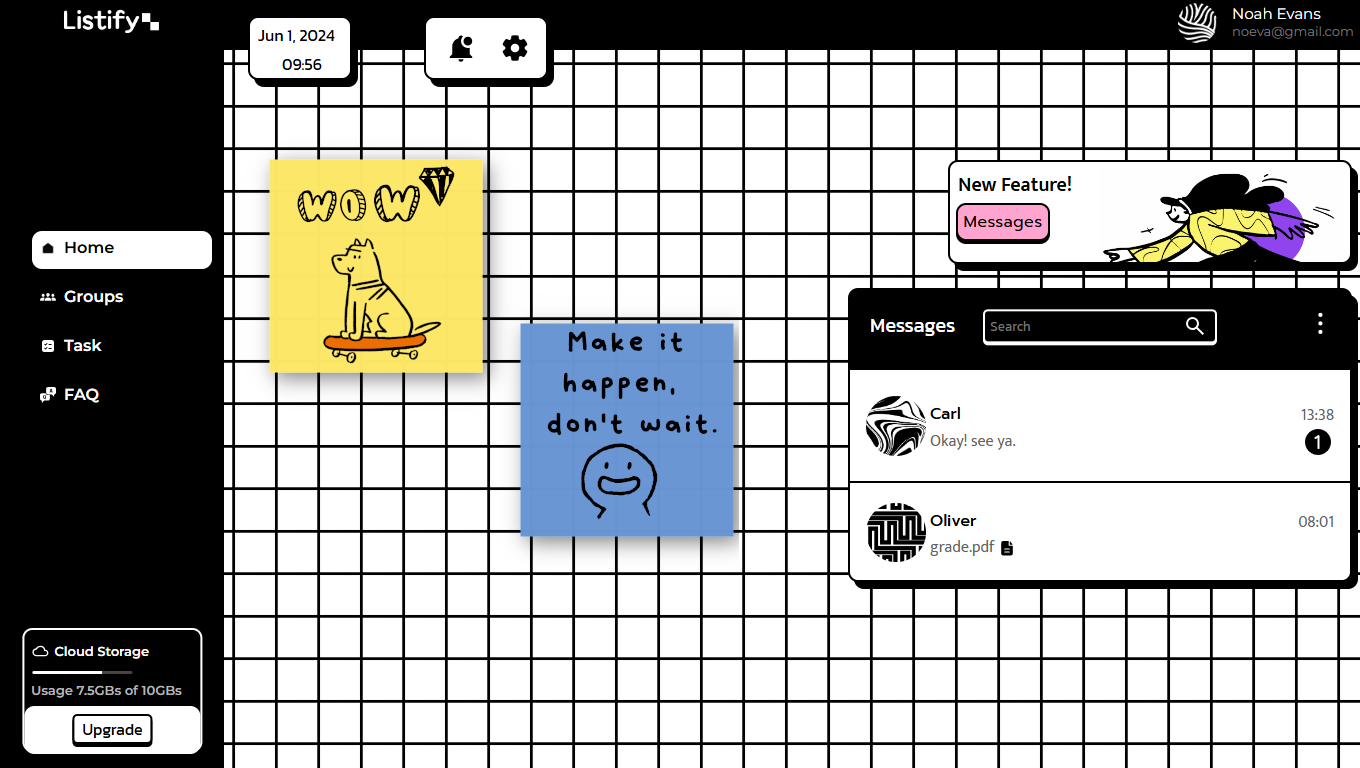 Listify
Jun 1, 2024
09:56
Noah Evans
noeva@gmail.com
Home
Groups
Task
FAQ
Cloud Storage
Usage 7.5GBs of 10GBs
Upgrade
WOW
Make it
happen,
don't wait.
New Feature!
Messages
Messages
Search
Carl
13:38
Okay! see ya.
1
Oliver
08:01
grade.pdf